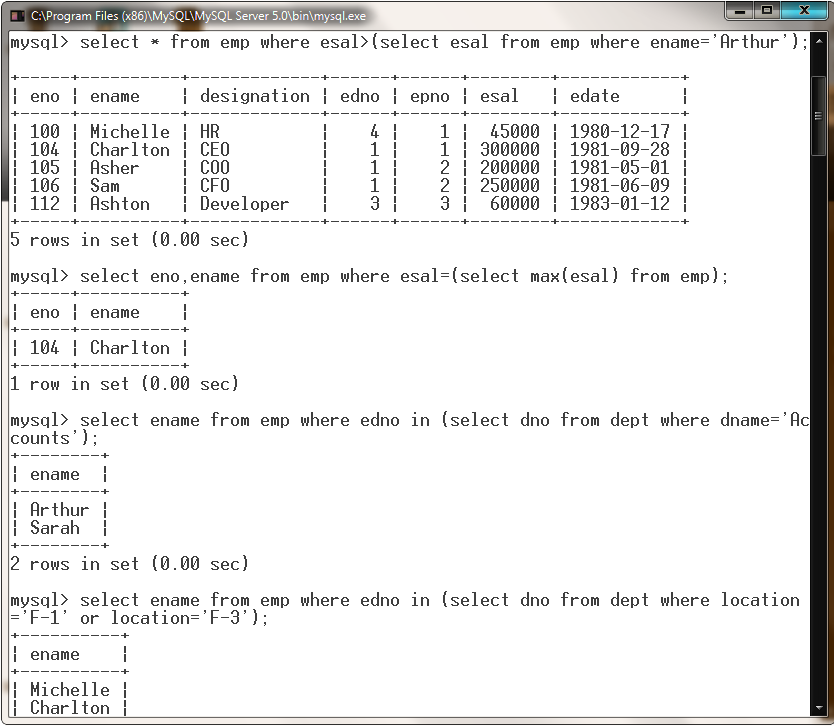 C:\Program Files (x86)\MySQL\MySQL Server 5.0\bin\mysql.exe
mysql> select * from emp where esal>(select esal from emp where ename='Arthur');
+-----+----------+-------------+------+------+--------+------------+
| eno | ename    | designation | edno | epno | esal   | edate      |
+-----+----------+-------------+------+------+--------+------------+
| 100 | Michelle | HR          |    4 |    1 |  45000 | 1980-12-17 |
| 104 | Charlton | CEO         |    1 |    1 | 300000 | 1981-09-28 |
| 105 | Asher    | COO         |    1 |    2 | 200000 | 1981-05-01 |
| 106 | Sam      | CFO         |    1 |    2 | 250000 | 1981-06-09 |
| 112 | Ashton   | Developer   |    3 |    3 |  60000 | 1983-01-12 |
+-----+----------+-------------+------+------+--------+------------+
5 rows in set (0.00 sec)
mysql> select eno,ename from emp where esal=(select max(esal) from emp);
+-----+----------+
| eno | ename    |
+-----+----------+
| 104 | Charlton |
+-----+----------+
1 row in set (0.00 sec)
mysql> select ename from emp where edno in (select dno from dept where dname='Ac
counts');
+--------+
| ename  |
+--------+
| Arthur |
| Sarah  |
+--------+
2 rows in set (0.00 sec)
mysql> select ename from emp where edno in (select dno from dept where location
='F-1' or location='F-3');
+----------+
| ename    |
+----------+
| Michelle |
| Charlton |